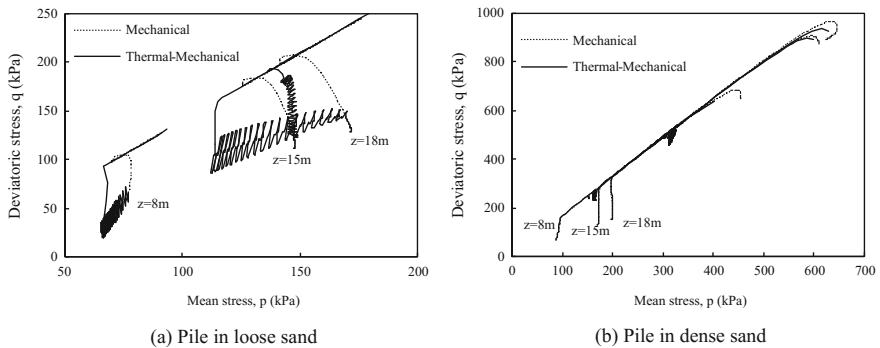 250
200
150
100
50
0
Deviatoric stress, q (kPa)
Mechanical
Thermal-Mechanical
z=8m
z=15m
z=18m
50
100
150
200
Mean stress, p (kPa)
(a) Pile in loose sand
1000
800
600
400
200
0
Deviatoric stress, q (kPa)
Mechanical
Thermal-Mechanical
z=8m
z=15m
z=18m
0
100
200
300
400
500
600
700
Mean stress, p (kPa)
(b) Pile in dense sand